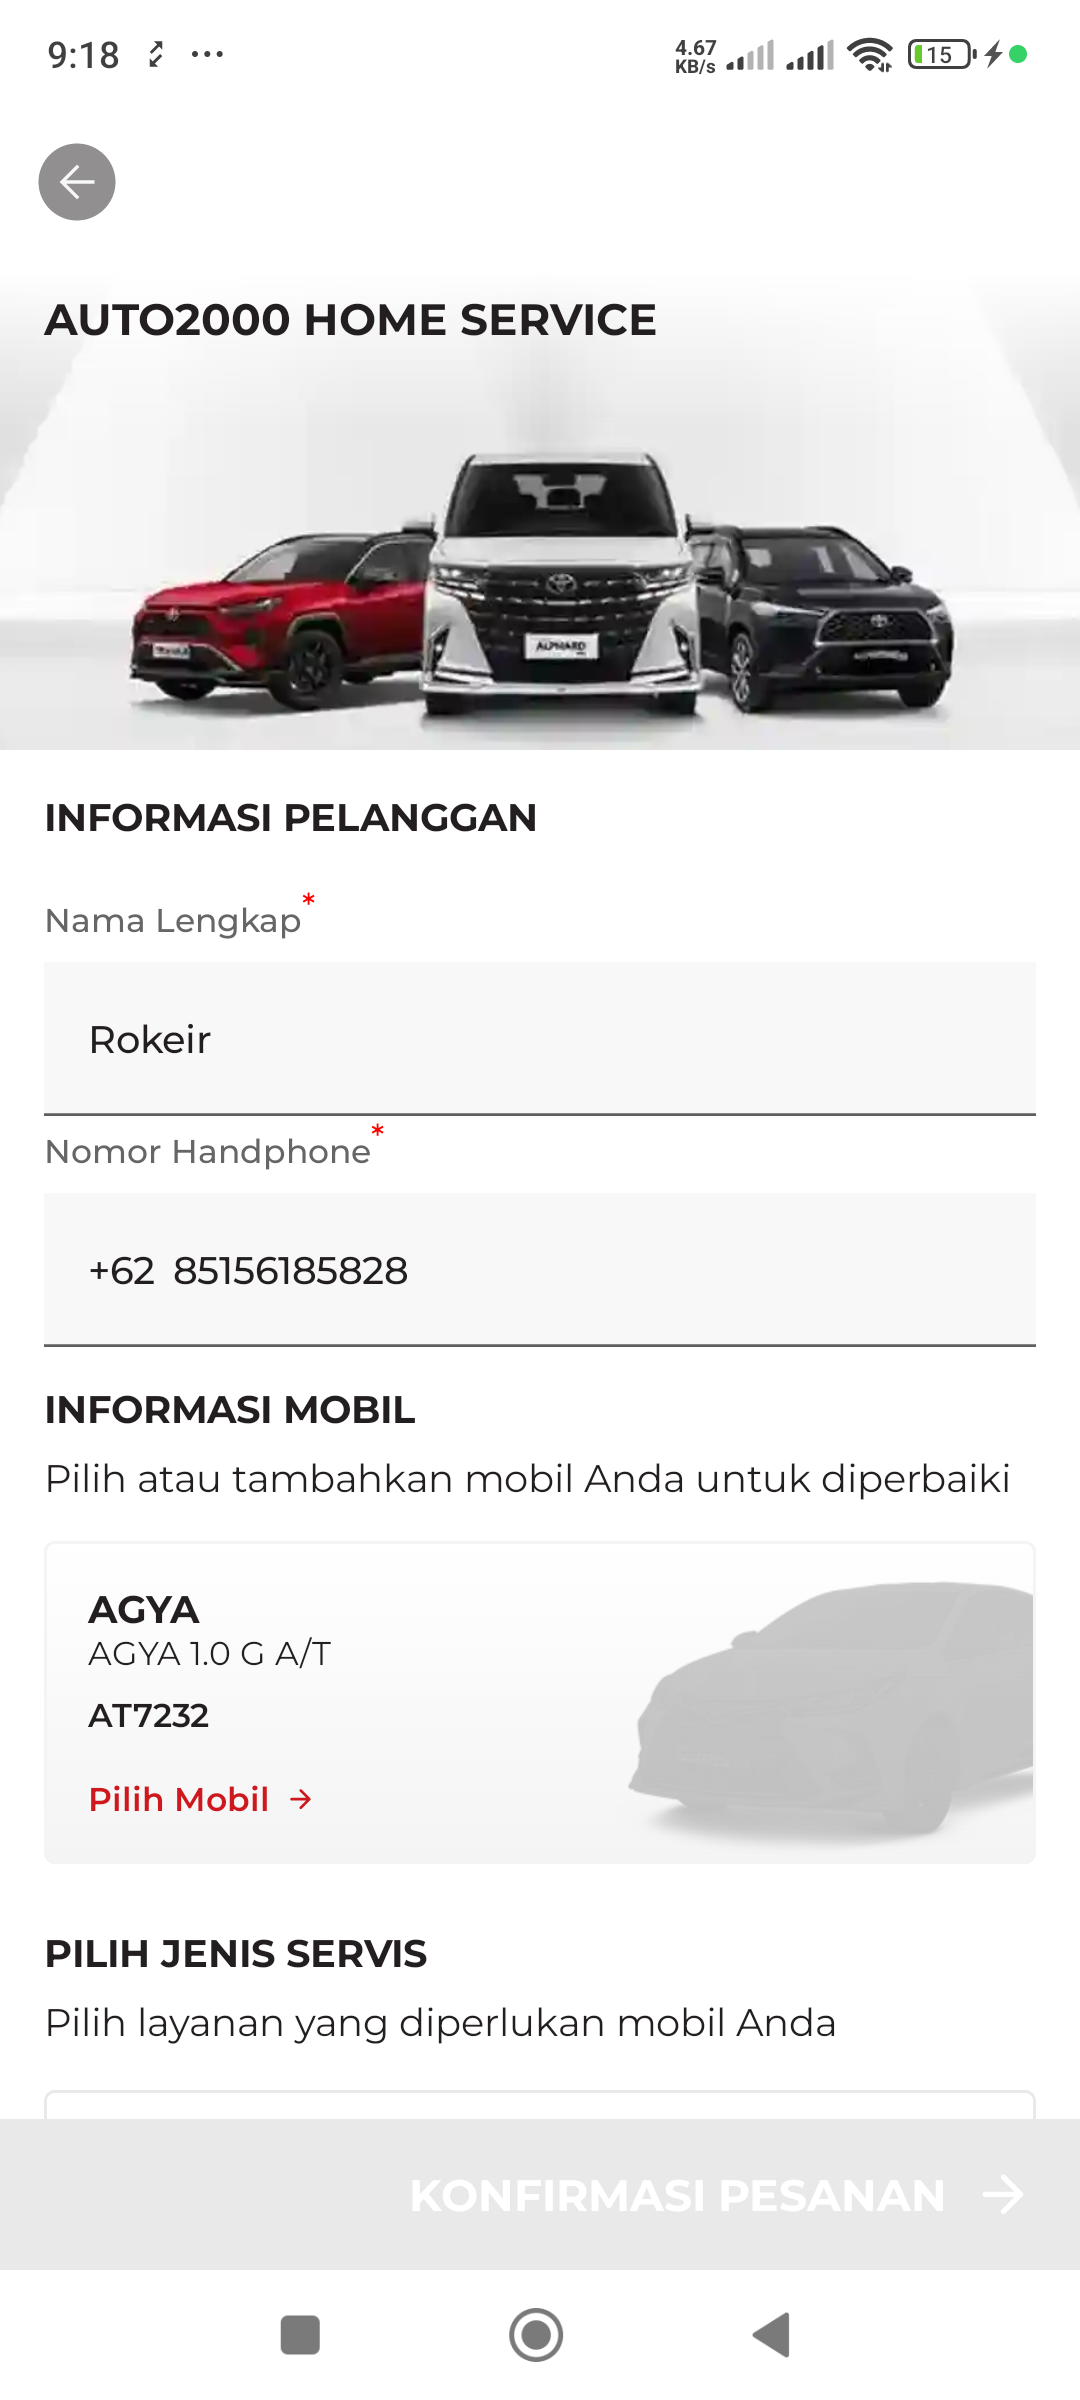 9:18
4.67
KB/s
15
AUTO2000 HOME SERVICE
ALPHARD
INFORMASI PELANGGAN
Nama Lengkap*
Rokeir
Nomor Handphone*
+62 85156185828
INFORMASI MOBIL
Pilih atau tambahkan mobil Anda untuk diperbaiki
AGYA
AGYA 1.0 G A/T
AT7232
Pilih Mobil →
PILIH JENIS SERVIS
Pilih layanan yang diperlukan mobil Anda
KONFIRMASI PESANAN →